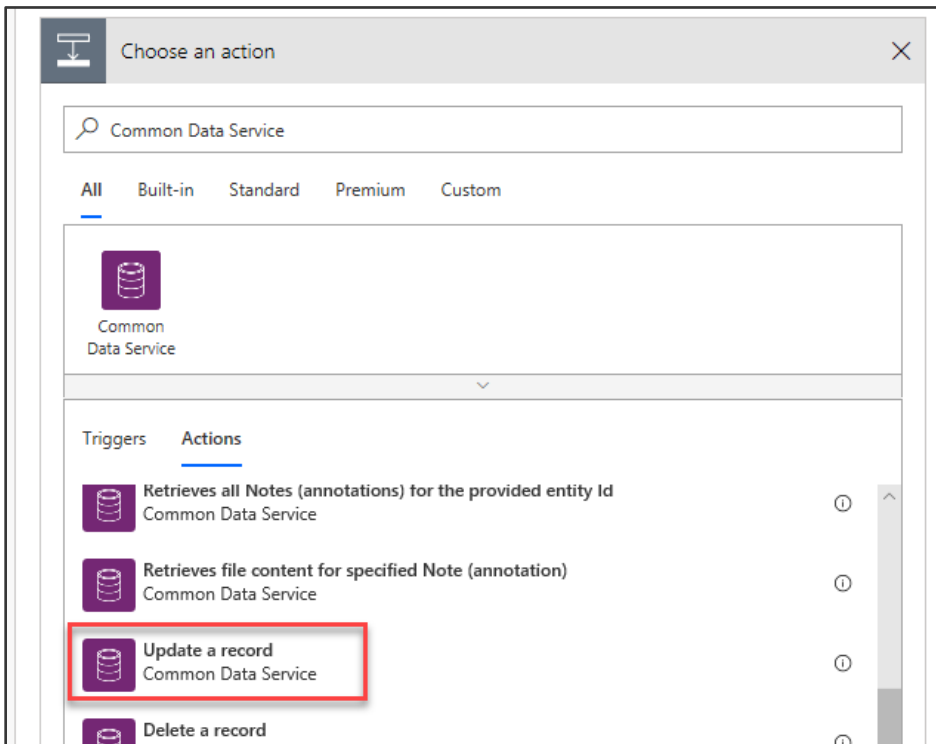 Choose an action
Common Data Service
All Built-in Standard Premium Custom
Common
Data Service
Triggers Actions
Retrieves all Notes (annotations) for the provided entity Id
Common Data Service
Retrieves file content for specified Note (annotation)
Common Data Service
Update a record
Common Data Service
Delete a record